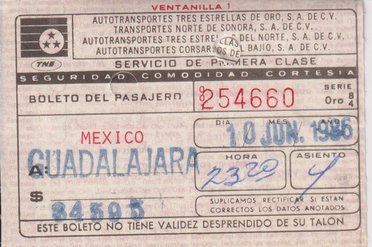 VENTANILLA 1
AUTOTRANSPORTES TRES ESTRELLAS DE ORO, S.A. DE C.V.
TRANSPORTES NORTE DE SONORA, S.A. DE C.V.
AUTOTRANSPORTES TRES ESTRELLAS DEL NOROESTE, S.A. DE C.V.
AUTOTRANSPORTES CORSARIOS DEL BAJIO, S.A. DE C.V.
TNS
SERVICIO DE PRIMERA CLASE
SEGURIDAD COMODIDAD CORTESIA
BOLETO DEL PASAJERO
254660
SERIE
Oro 84
MEXICO
DIA MES AÑO
10 JUN. 1986
A: GUADALAJARA
HORA
2320
ASIENTO
4
$ 34595
SUPLICAMOS RECTIFICAR SI ESTAN
CORRECTOS LOS DATOS ANOTADOS
ESTE BOLETO NO TIENE VALIDEZ DESPRENDIDO DE SU TALON